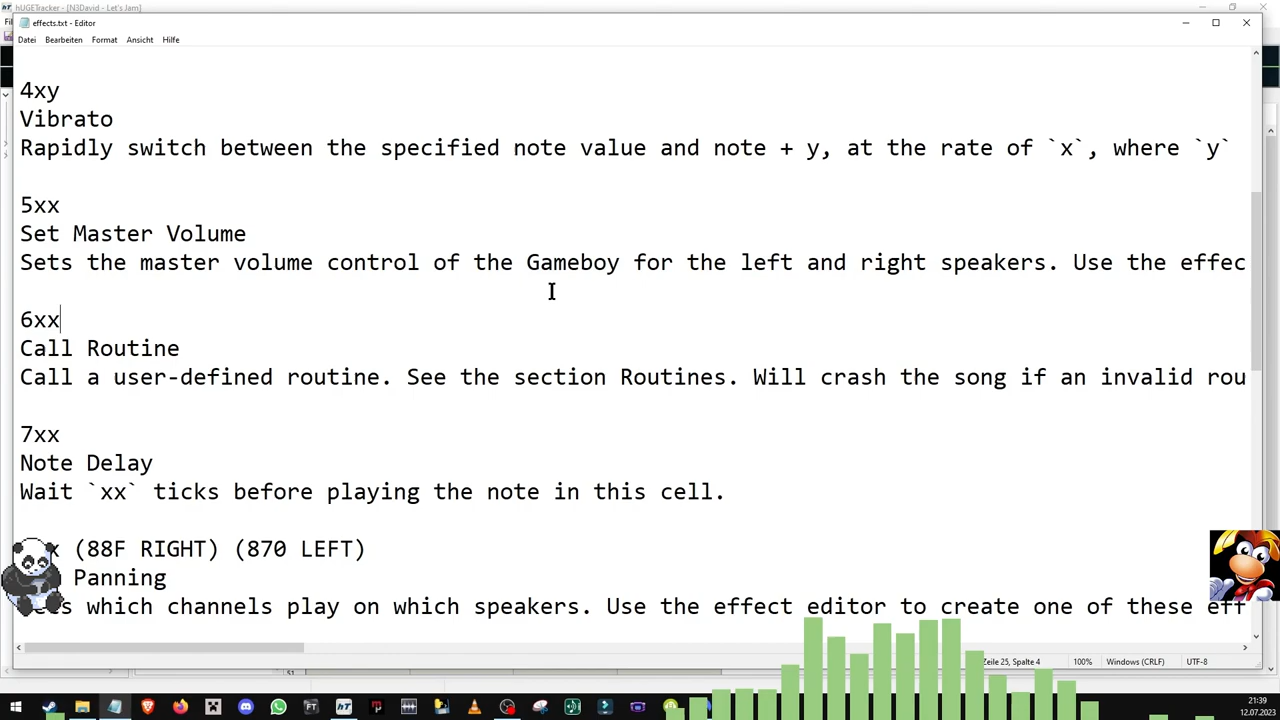 hUGETracker - [N3David - Let's Jam]
effects.txt - Editor
Datei Bearbeiten Format Ansicht Hilfe
4xy
Vibrato
Rapidly switch between the specified note value and note + y, at the rate of `x`, where `y`
5xx
Set Master Volume
Sets the master volume control of the Gameboy for the left and right speakers. Use the effec
6xx
Call Routine
Call a user-defined routine. See the section Routines. Will crash the song if an invalid rou
7xx
Note Delay
Wait `xx` ticks before playing the note in this cell.
x (88F RIGHT) (870 LEFT)
Panning
which channels play on which speakers. Use the effect editor to create one of these eff
Zeile 25, Spalte 4 100% Windows (CRLF) UTF-8
21:39
12.07.2023